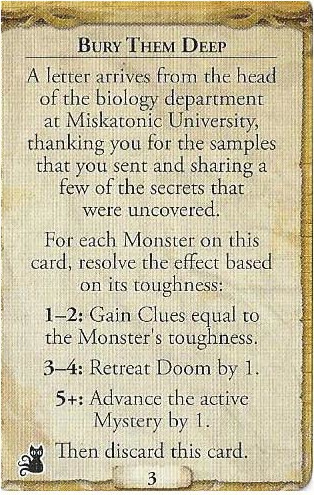 BURY THEM DEEP
A letter arrives from the head
of the biology department
at Miskatonic University,
thanking you for the samples
that you sent and sharing a
few of the secrets that
were uncovered.
For each Monster on this
card, resolve the effect based
on its toughness:
1–2: Gain Clues equal to
the Monster's toughness.
3–4: Retreat Doom by 1.
5+: Advance the active
Mystery by 1.
Then discard this card.
3